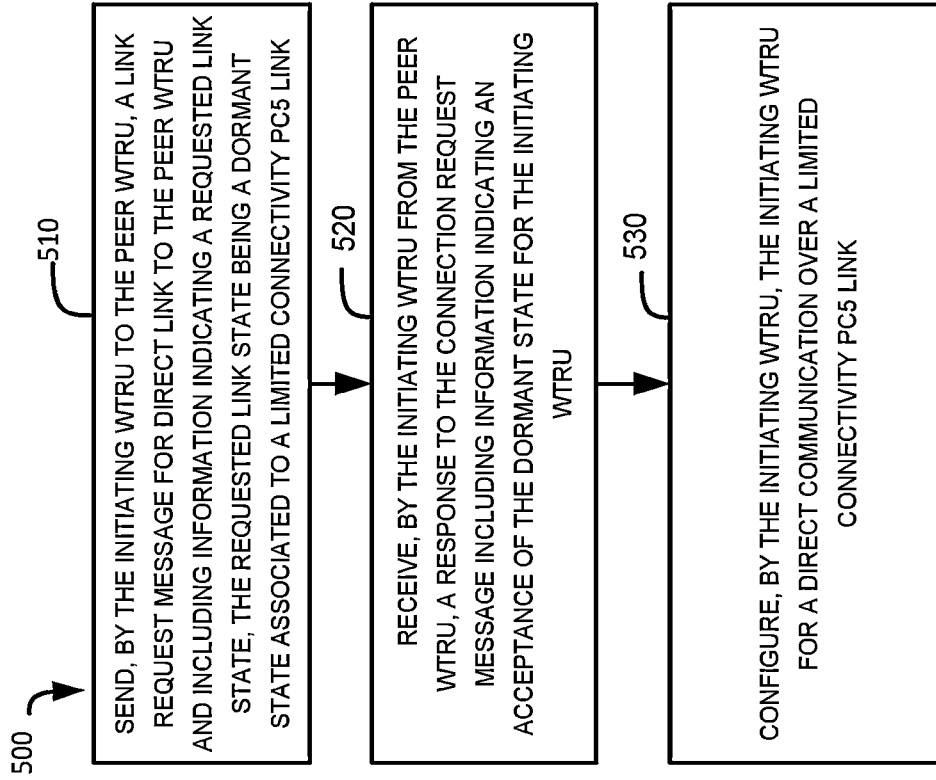 500
510
SEND, BY THE INITIATING WTRU TO THE PEER WTRU, A LINK
REQUEST MESSAGE FOR DIRECT LINK TO THE PEER WTRU
AND INCLUDING INFORMATION INDICATING A REQUESTED LINK
STATE, THE REQUESTED LINK STATE BEING A DORMANT
STATE ASSOCIATED TO A LIMITED CONNECTIVITY PC5 LINK
520
RECEIVE, BY THE INITIATING WTRU FROM THE PEER
WTRU, A RESPONSE TO THE CONNECTION REQUEST
MESSAGE INCLUDING INFORMATION INDICATING AN
ACCEPTANCE OF THE DORMANT STATE FOR THE INITIATING
WTRU
530
CONFIGURE, BY THE INITIATING WTRU, THE INITIATING WTRU
FOR A DIRECT COMMUNICATION OVER A LIMITED
CONNECTIVITY PC5 LINK